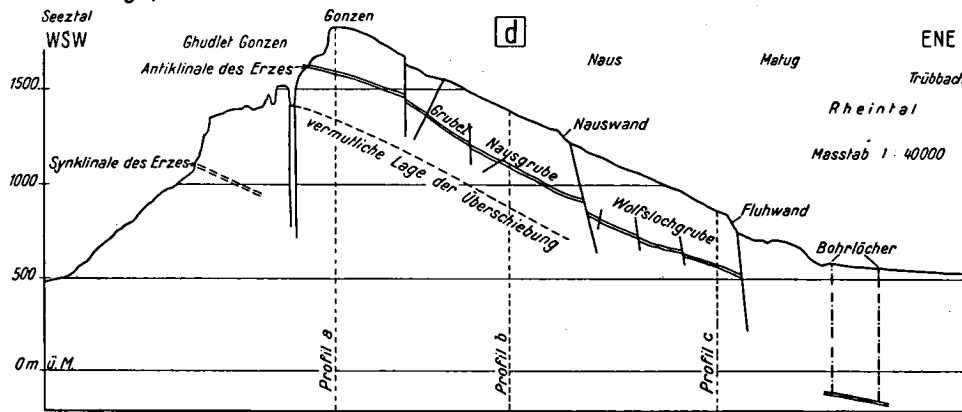 Seeztal
Gonzen
WSW
d
ENE
Ghudlet Gonzen
Naus
Matug
Trübbach
Antiklinale des Erzes
1500
Rheintal
Grube
Nauswand
vermutliche Lage der Überschiebung
Nausgrube
Masstab 1:40000
Synklinale des Erzes
1000
Wolfslochgrube
Fluhwand
Bohrlöcher
500
0 m ü. M.
Profil a
Profil b
Profil c